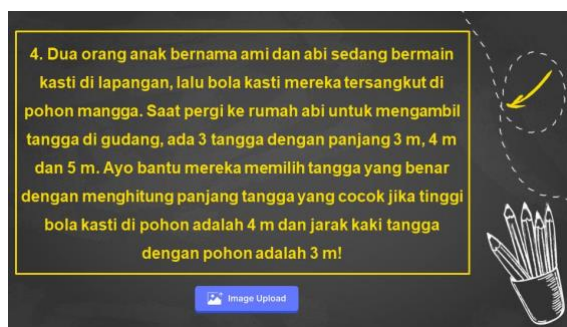 4. Dua orang anak bernama ami dan abi sedang bermain
kasti di lapangan, lalu bola kasti mereka tersangkut di
pohon mangga. Saat pergi ke rumah abi untuk mengambil
tangga di gudang, ada 3 tangga dengan panjang 3 m, 4 m
dan 5 m. Ayo bantu mereka memilih tangga yang benar
dengan menghitung panjang tangga yang cocok jika tinggi
bola kasti di pohon adalah 4 m dan jarak kaki tangga
dengan pohon adalah 3 m!
Image Upload